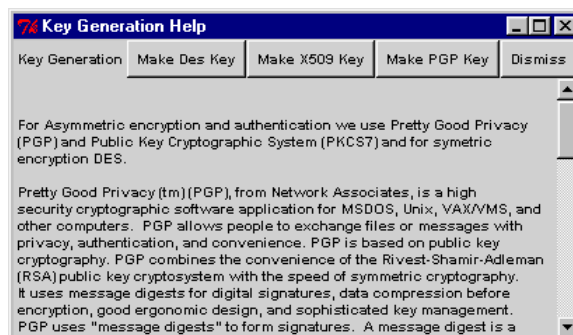 Key Generation Help
Key Generation Make Des Key Make X509 Key Make PGP Key Dismiss
For Asymmetric encryption and authentication we use Pretty Good Privacy
(PGP) and Public Key Cryptographic System (PKCS7) and for symetric
encryption DES.
Pretty Good Privacy(tm) (PGP), from Network Associates, is a high
security cryptographic software application for MSDOS, Unix, VAX/VMS, and
other computers. PGP allows people to exchange files or messages with
privacy, authentication, and convenience. PGP is based on public key
cryptography. PGP combines the convenience of the Rivest-Shamir-Adleman
(RSA) public key cryptosystem with the speed of symmetric cryptography.
It uses message digests for digital signatures, data compression before
encryption, good ergonomic design, and sophisticated key management.
PGP uses "message digests" to form signatures. A message digest is a